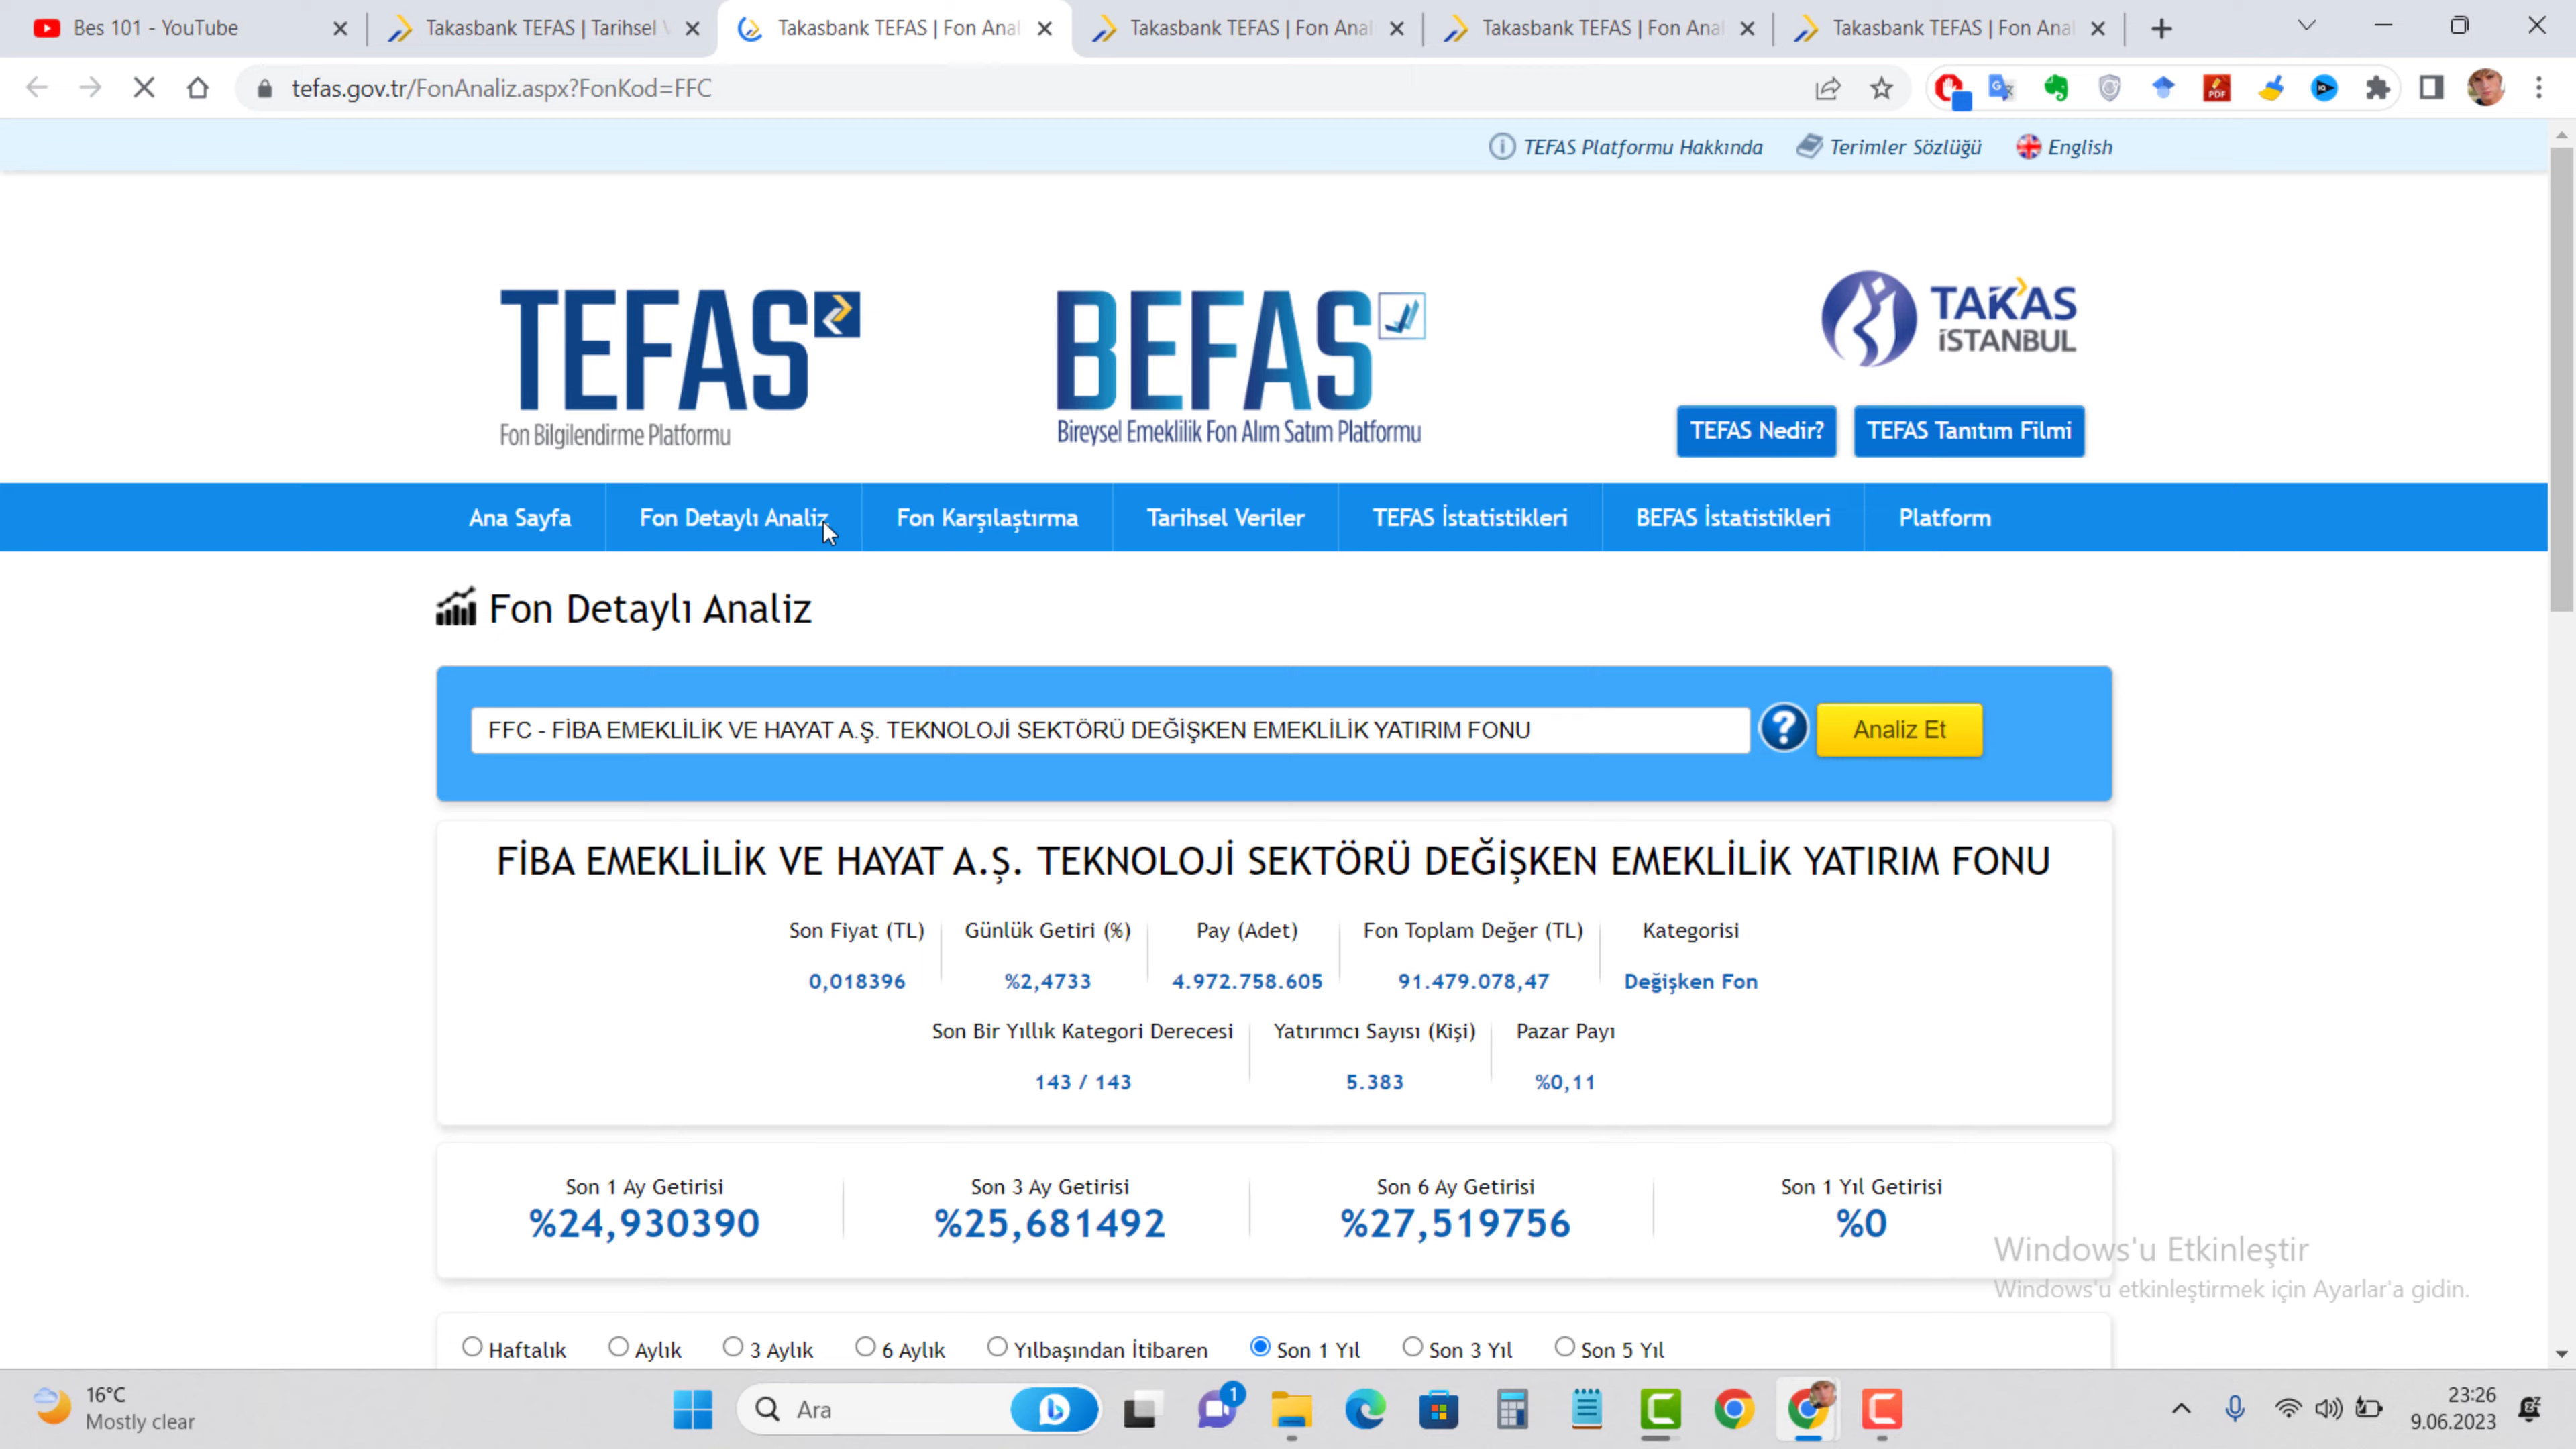 Bes 101 - YouTube
Takasbank TEFAS | Tarihsel V
Takasbank TEFAS | Fon Anal
Takasbank TEFAS | Fon Anal
Takasbank TEFAS | Fon Anal
Takasbank TEFAS | Fon Anal
tefas.gov.tr/FonAnaliz.aspx?FonKod=FFC
TEFAS Platformu Hakkında
Terimler Sözlüğü
English
TEFAS
Fon Bilgilendirme Platformu
BEFAS
Bireysel Emeklilik Fon Alım Satım Platformu
TAKAS
İSTANBUL
TEFAS Nedir?
TEFAS Tanıtım Filmi
Ana Sayfa
Fon Detaylı Analiz
Fon Karşılaştırma
Tarihsel Veriler
TEFAS İstatistikleri
BEFAS İstatistikleri
Platform
Fon Detaylı Analiz
FFC - FİBA EMEKLİLİK VE HAYAT A.Ş. TEKNOLOJİ SEKTÖRÜ DEĞİŞKEN EMEKLİLİK YATIRIM FONU
?
Analiz Et
FİBA EMEKLİLİK VE HAYAT A.Ş. TEKNOLOJİ SEKTÖRÜ DEĞİŞKEN EMEKLİLİK YATIRIM FONU
Son Fiyat (TL)
Günlük Getiri (%)
Pay (Adet)
Fon Toplam Değer (TL)
Kategorisi
0,018396
%2,4733
4.972.758.605
91.479.078,47
Değişken Fon
Son Bir Yıllık Kategori Derecesi
Yatırımcı Sayısı (Kişi)
Pazar Payı
143 / 143
5.383
%0,11
Son 1 Ay Getirisi
Son 3 Ay Getirisi
Son 6 Ay Getirisi
Son 1 Yıl Getirisi
%24,930390
%25,681492
%27,519756
%0
Windows'u Etkinleştir
Windows'u etkinleştirmek için Ayarlar'a gidin.
Haftalık
Aylık
3 Aylık
6 Aylık
Yılbaşından İtibaren
Son 1 Yıl
Son 3 Yıl
Son 5 Yıl
16°C
Mostly clear
Ara
1
23:26
9.06.2023